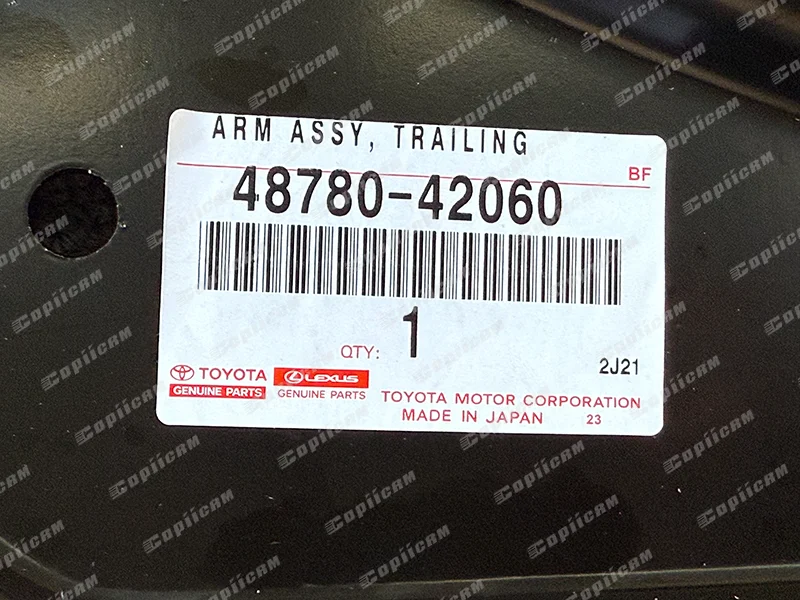 ARM ASSY, TRAILING
BF
48780-42060
QTY: 1
2J21
TOYOTA
GENUINE PARTS
LEXUS
GENUINE PARTS
TOYOTA MOTOR CORPORATION
MADE IN JAPAN 23
Copiicam